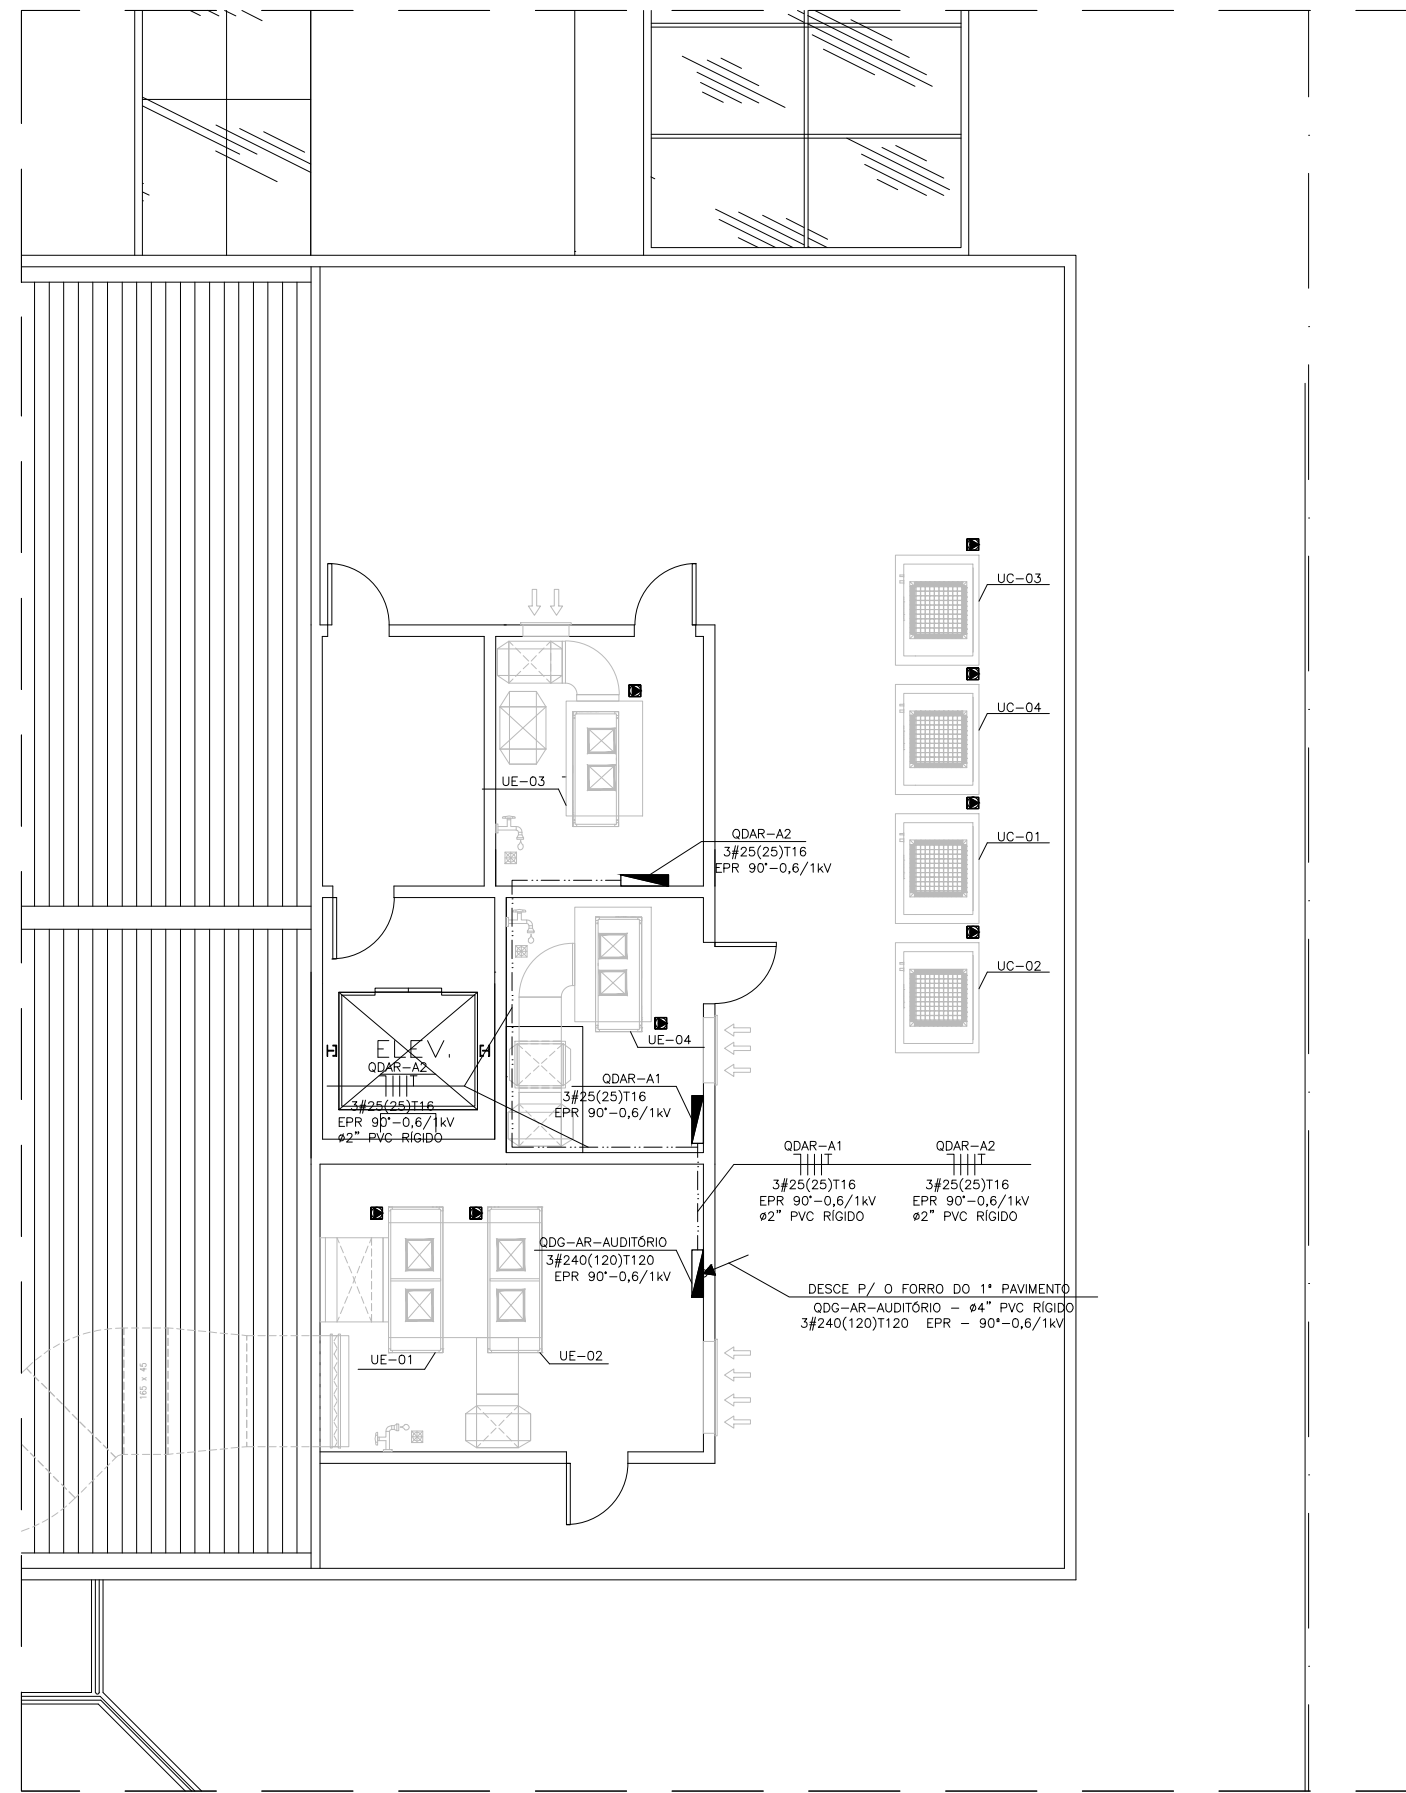 UC-03
UC-04
UE-03
QDAR-A2
3#25(25)T16
EPR 90°-0,6/1kV
UC-01
UC-02
UE-04
ELEV.
QDAR-A2
3#25(25)T16
EPR 90°-0,6/1kV
ø2" PVC RÍGIDO
QDAR-A1
3#25(25)T16
EPR 90°-0,6/1kV
QDAR-A1
3#25(25)T16
EPR 90°-0,6/1kV
ø2" PVC RÍGIDO
QDAR-A2
3#25(25)T16
EPR 90°-0,6/1kV
ø2" PVC RÍGIDO
QDG-AR-AUDITÓRIO
3#240(120)T120
EPR 90°-0,6/1kV
DESCE P/ O FORRO DO 1° PAVIMENTO
QDG-AR-AUDITÓRIO - ø4" PVC RÍGIDO
3#240(120)T120 EPR - 90°-0,6/1kV
UE-01
UE-02
165 x 45